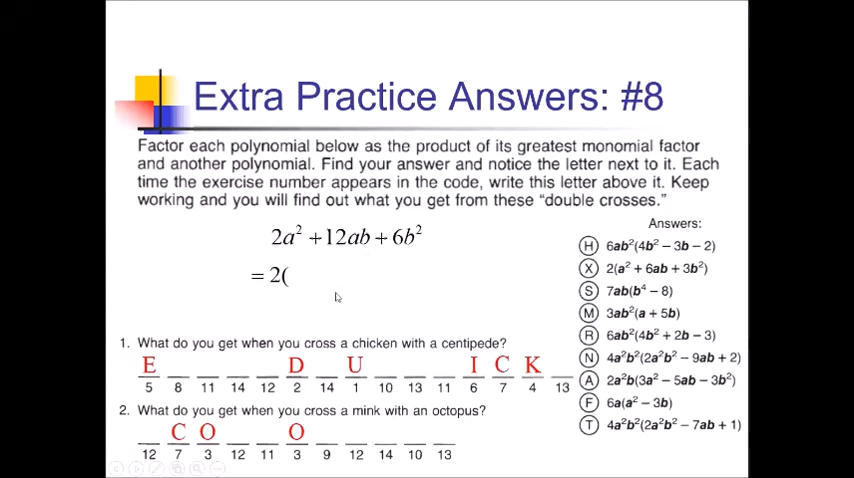 Extra Practice Answers: #8
Factor each polynomial below as the product of its greatest monomial factor
and another polynomial. Find your answer and notice the letter next to it. Each
time the exercise number appears in the code, write this letter above it. Keep
working and you will find out what you get from these “double crosses.”
2a² + 12ab + 6b²
= 2(
Answers:
H 6ab²(4b² − 3b − 2)
X 2(a² + 6ab + 3b²)
S 7ab(b⁴ − 8)
M 3ab²(a + 5b)
R 6ab²(4b² + 2b − 3)
N 4a²b²(2a²b² − 9ab + 2)
A 2a²b(3a² − 5ab − 3b²)
F 6a(a² − 3b)
T 4a²b²(2a²b² − 7ab + 1)
1. What do you get when you cross a chicken with a centipede?
E D U I C K
5 8 11 14 12 2 14 1 10 13 11 6 7 4 13
2. What do you get when you cross a mink with an octopus?
C O O
12 7 3 12 11 3 9 12 14 10 13